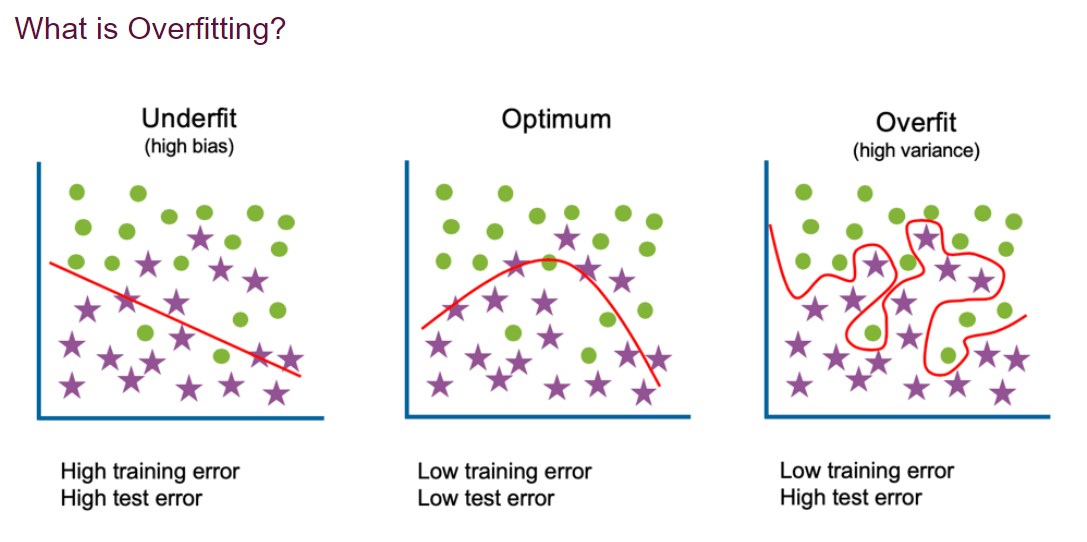 What is Overfitting?
Underfit
(high bias)
Optimum
Overfit
(high variance)
High training error
High test error
Low training error
Low test error
Low training error
High test error